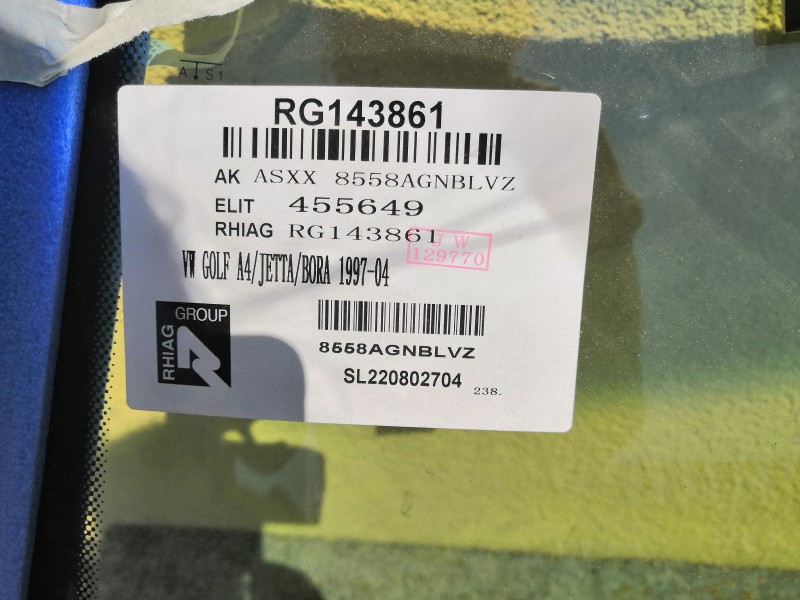 A S1
RG143861
AK ASXX 8558AGNBLVZ
ELIT 455649
RHIAG RG143861
J W
129770
VW GOLF A4/JETTA/BORA 1997-04
RHIAG GROUP
8558AGNBLVZ
SL220802704
238.